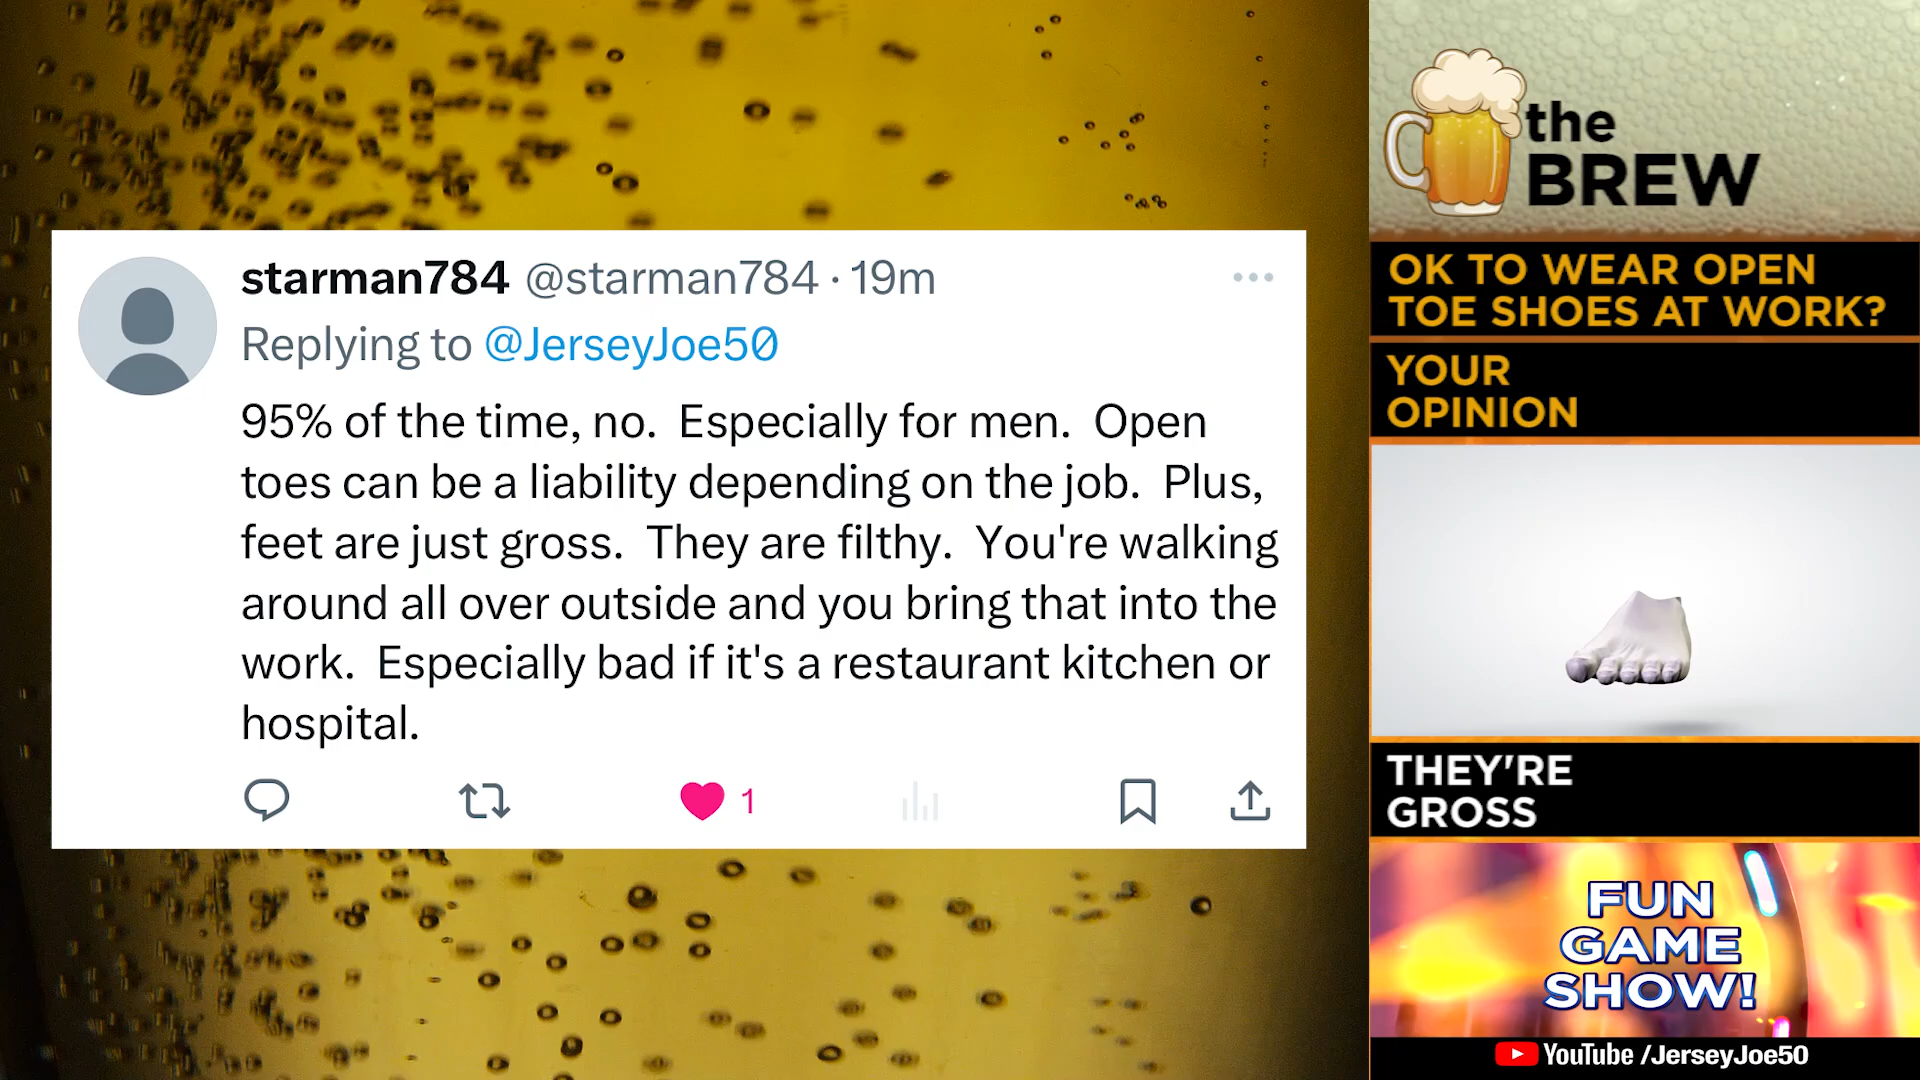 starman784 @starman784 · 19m
Replying to @JerseyJoe50
95% of the time, no.  Especially for men.  Open
toes can be a liability depending on the job.  Plus,
feet are just gross.  They are filthy.  You're walking
around all over outside and you bring that into the
work.  Especially bad if it's a restaurant kitchen or
hospital.
1
the
BREW
OK TO WEAR OPEN
TOE SHOES AT WORK?
YOUR
OPINION
THEY'RE
GROSS
FUN
GAME
SHOW!
YouTube /JerseyJoe50